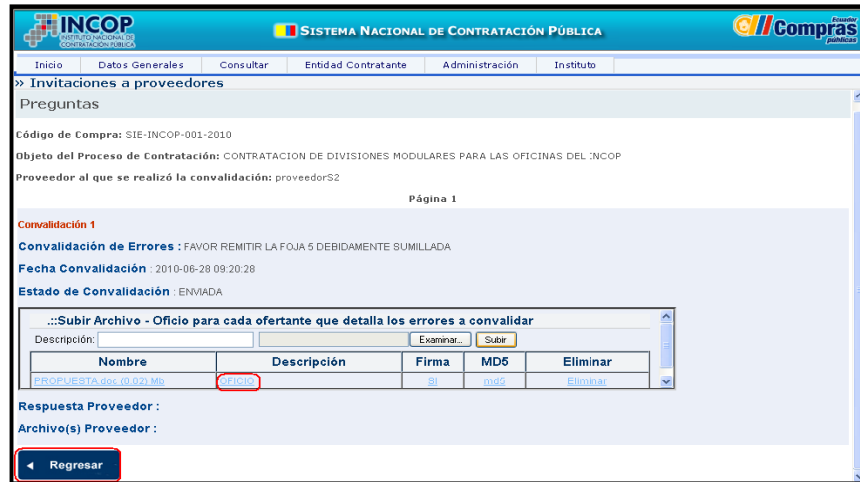 INCOP
INSTITUTO NACIONAL DE
CONTRATACIÓN PÚBLICA
SISTEMA NACIONAL DE CONTRATACIÓN PÚBLICA
Ecuador
Compras
públicas
Inicio Datos Generales Consultar Entidad Contratante Administración Instituto
» Invitaciones a proveedores
Preguntas
Código de Compra: SIE-INCOP-001-2010
Objeto del Proceso de Contratación: CONTRATACION DE DIVISIONES MODULARES PARA LAS OFICINAS DEL INCOP
Proveedor al que se realizó la convalidación: proveedorS2
Página 1
Convalidación 1
Convalidación de Errores : FAVOR REMITIR LA FOJA 5 DEBIDAMENTE SUMILLADA
Fecha Convalidación : 2010-06-28 09:20:28
Estado de Convalidación : ENVIADA
.::Subir Archivo - Oficio para cada ofertante que detalla los errores a convalidar
Descripción: Examinar... Subir
Nombre Descripción Firma MD5 Eliminar
PROPUESTA.doc (0.02) Mb OFICIO SI md5 Eliminar
Respuesta Proveedor :
Archivo(s) Proveedor :
Regresar